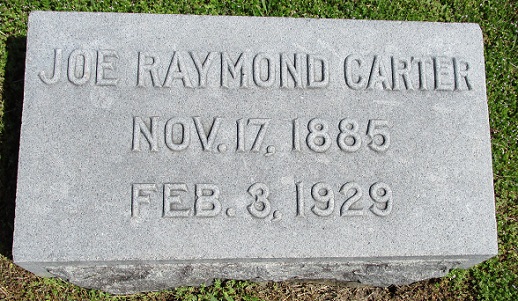 JOE RAYMOND CARTER
NOV. 17, 1885
FEB. 3, 1929